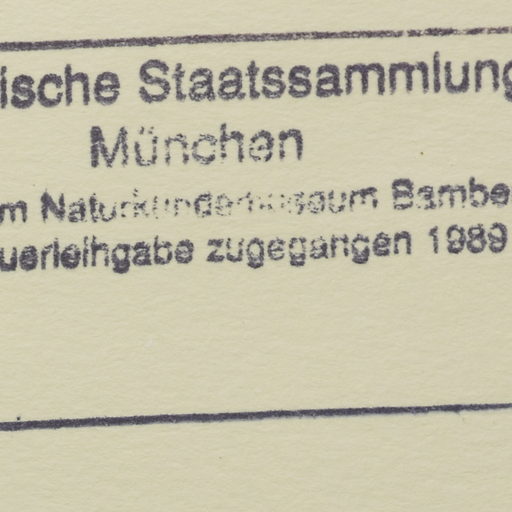 ische Staatssammlung
München
m Naturkundemuseum Bambe
uerleihgabe zugegangen 1989